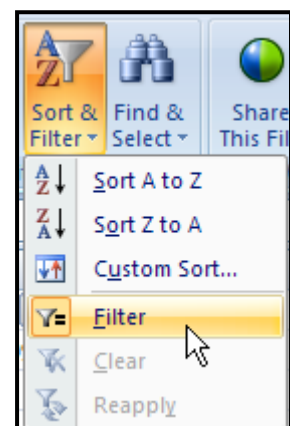 Sort & Filter
Find & Select
Share This Fil
Sort A to Z
Sort Z to A
Custom Sort...
Filter
Clear
Reapply